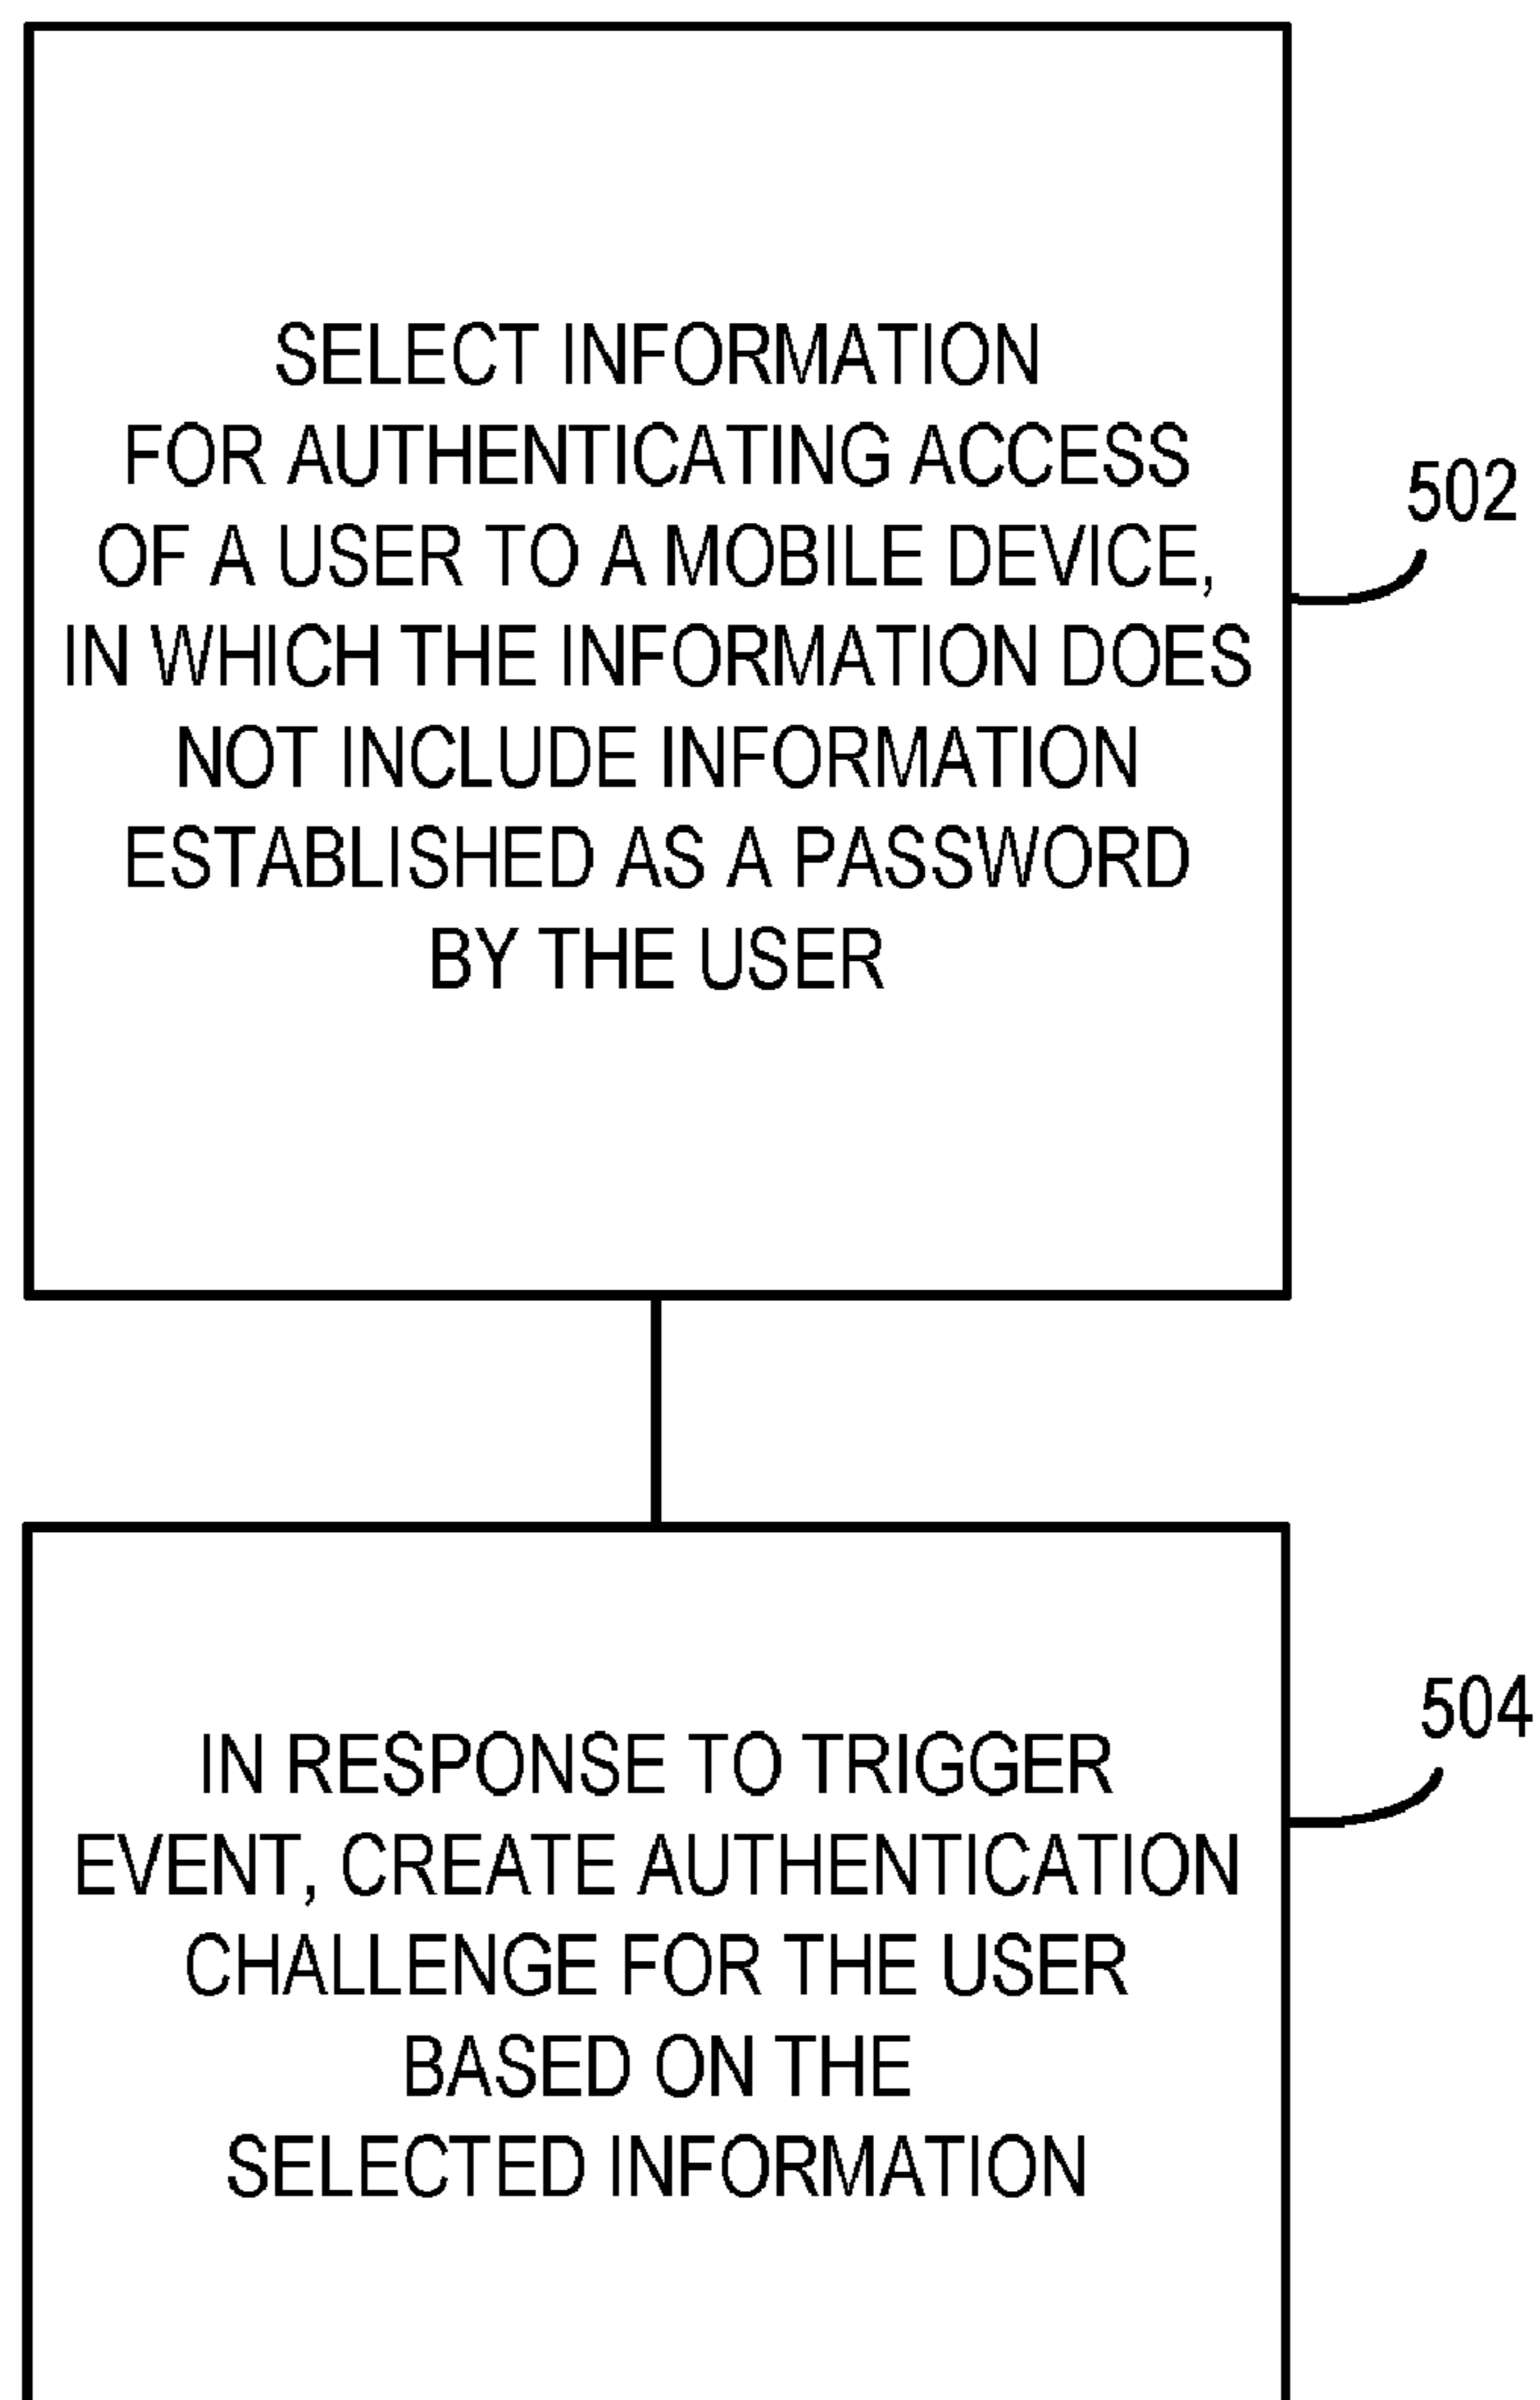 SELECT INFORMATION
FOR AUTHENTICATING ACCESS
OF A USER TO A MOBILE DEVICE,
IN WHICH THE INFORMATION DOES
NOT INCLUDE INFORMATION
ESTABLISHED AS A PASSWORD
BY THE USER
502
IN RESPONSE TO TRIGGER
EVENT, CREATE AUTHENTICATION
CHALLENGE FOR THE USER
BASED ON THE
SELECTED INFORMATION
504